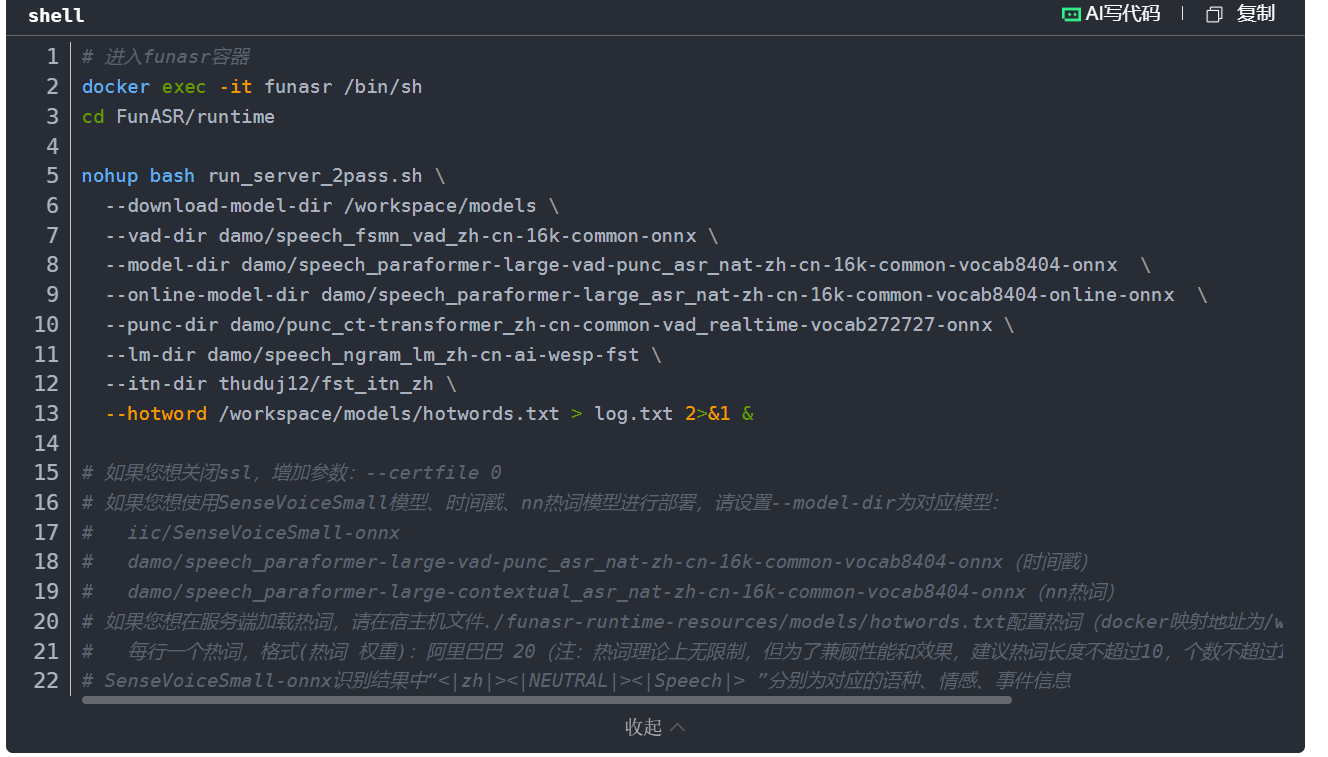 shell
AI写代码
复制
1 # 进入funasr容器
2 docker exec -it funasr /bin/sh
3 cd FunASR/runtime
4
5 nohup bash run_server_2pass.sh \
6   --download-model-dir /workspace/models \
7   --vad-dir damo/speech_fsmn_vad_zh-cn-16k-common-onnx \
8   --model-dir damo/speech_paraformer-large-vad-punc_asr_nat-zh-cn-16k-common-vocab8404-onnx  \
9   --online-model-dir damo/speech_paraformer-large_asr_nat-zh-cn-16k-common-vocab8404-online-onnx  \
10   --punc-dir damo/punc_ct-transformer_zh-cn-common-vad_realtime-vocab272727-onnx \
11   --lm-dir damo/speech_ngram_lm_zh-cn-ai-wesp-fst \
12   --itn-dir thuduj12/fst_itn_zh \
13   --hotword /workspace/models/hotwords.txt > log.txt 2>&1 &
14
15 # 如果您想关闭ssl，增加参数：--certfile 0
16 # 如果您想使用SenseVoiceSmall模型、时间戳、nn热词模型进行部署，请设置--model-dir为对应模型：
17 #   iic/SenseVoiceSmall-onnx
18 #   damo/speech_paraformer-large-vad-punc_asr_nat-zh-cn-16k-common-vocab8404-onnx（时间戳）
19 #   damo/speech_paraformer-large-contextual_asr_nat-zh-cn-16k-common-vocab8404-onnx（nn热词）
20 # 如果您想在服务端加载热词，请在宿主机文件./funasr-runtime-resources/models/hotwords.txt配置热词（docker映射地址为/w
21 #   每行一个热词，格式(热词 权重)：阿里巴巴 20（注：热词理论上无限制，但为了兼顾性能和效果，建议热词长度不超过10，个数不超过1
22 # SenseVoiceSmall-onnx识别结果中“<|zh|><|NEUTRAL|><|Speech|> ”分别为对应的语种、情感、事件信息
收起